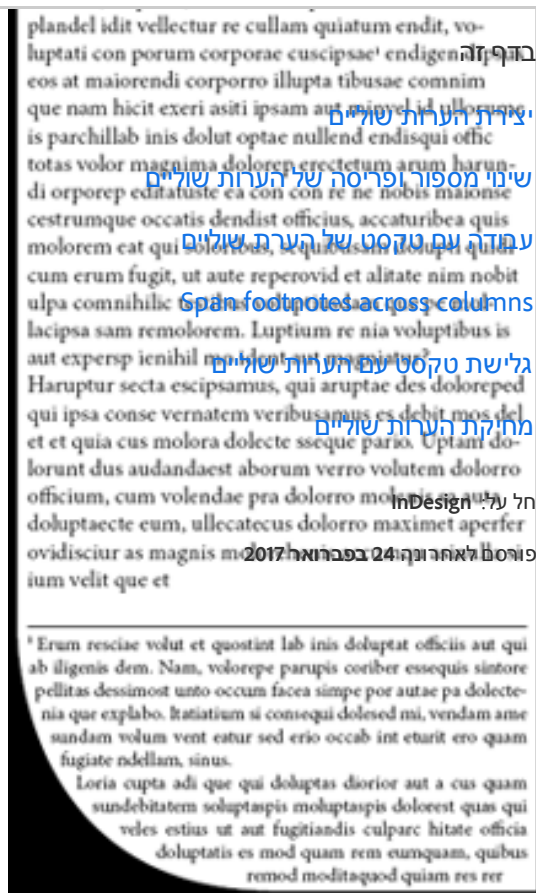 plandel idit vellectur re cullam quiatum endit, vo-
luptati con porum corporae cuscipsae¹ endigen
בדף זה
eos at maiorendi corporro illupta tibusae comnim
que nam hicit exeri asiti ipsam aut minvel id ullorume
יצירת הערות שוליים
is parchillab inis dolut optae nullend endisqui offic
totas volor magnima dolorep erectetum arum harun-
שינוי מספור ופריסה של הערות שוליים
di orporep editatuste ea con con re ne nobis maionse
cestrumque occatis dendist officius, accaturibea quis
עבודה עם טקסט של הערת שוליים
molorem eat qui soloribus, sequibusam dolupti quidi
cum erum fugit, ut aute reperovid et alitate nim nobit
Span footnotes across columns
ulpa comnihilic
lacipsa sam remolorem. Luptium re nia voluptibus is
גלישת טקסט עם הערות שוליים
aut expersp ienihil
Haruptur secta escipsamus, qui aruptae des doloreped
qui ipsa conse vernatem veribusamus es debit mos del
מחיקת הערות שוליים
et et quia cus molora dolecte sseque pario. Uptam do-
lorunt dus audandaest aborum verro volutem dolorro
חל על: InDesign
officium, cum volendae pra dolorro
doluptaecte eum, ullecatecus dolorro maximet aperfer
פורסם לאחרונה 24 בפברואר 2017
ovidisciur as magnis
ium velit que et
¹ Erum resciae volut et quostint lab inis doluptat officiis aut qui
ab iligenis dem. Nam, volorepe parupis coriber essequis sintore
pellitas dessimost unto occum facea simpe por autae pa dolecte-
nia que explabo. Itatiatium si consequi dolesed mi, vendam ame
sundam volum vent eatur sed erio occab int eturit ero quam
fugiate ndellam, sinus.
Loria cupta adi que qui doluptas diorior aut a cus quam
sundebitatem soluptaspis moluptaspis dolorest quas qui
veles estius ut aut fugitiandis culparc hitate officia
doluptatis es mod quam rem eumquam, quibus
remod moditaquod quiam res rer